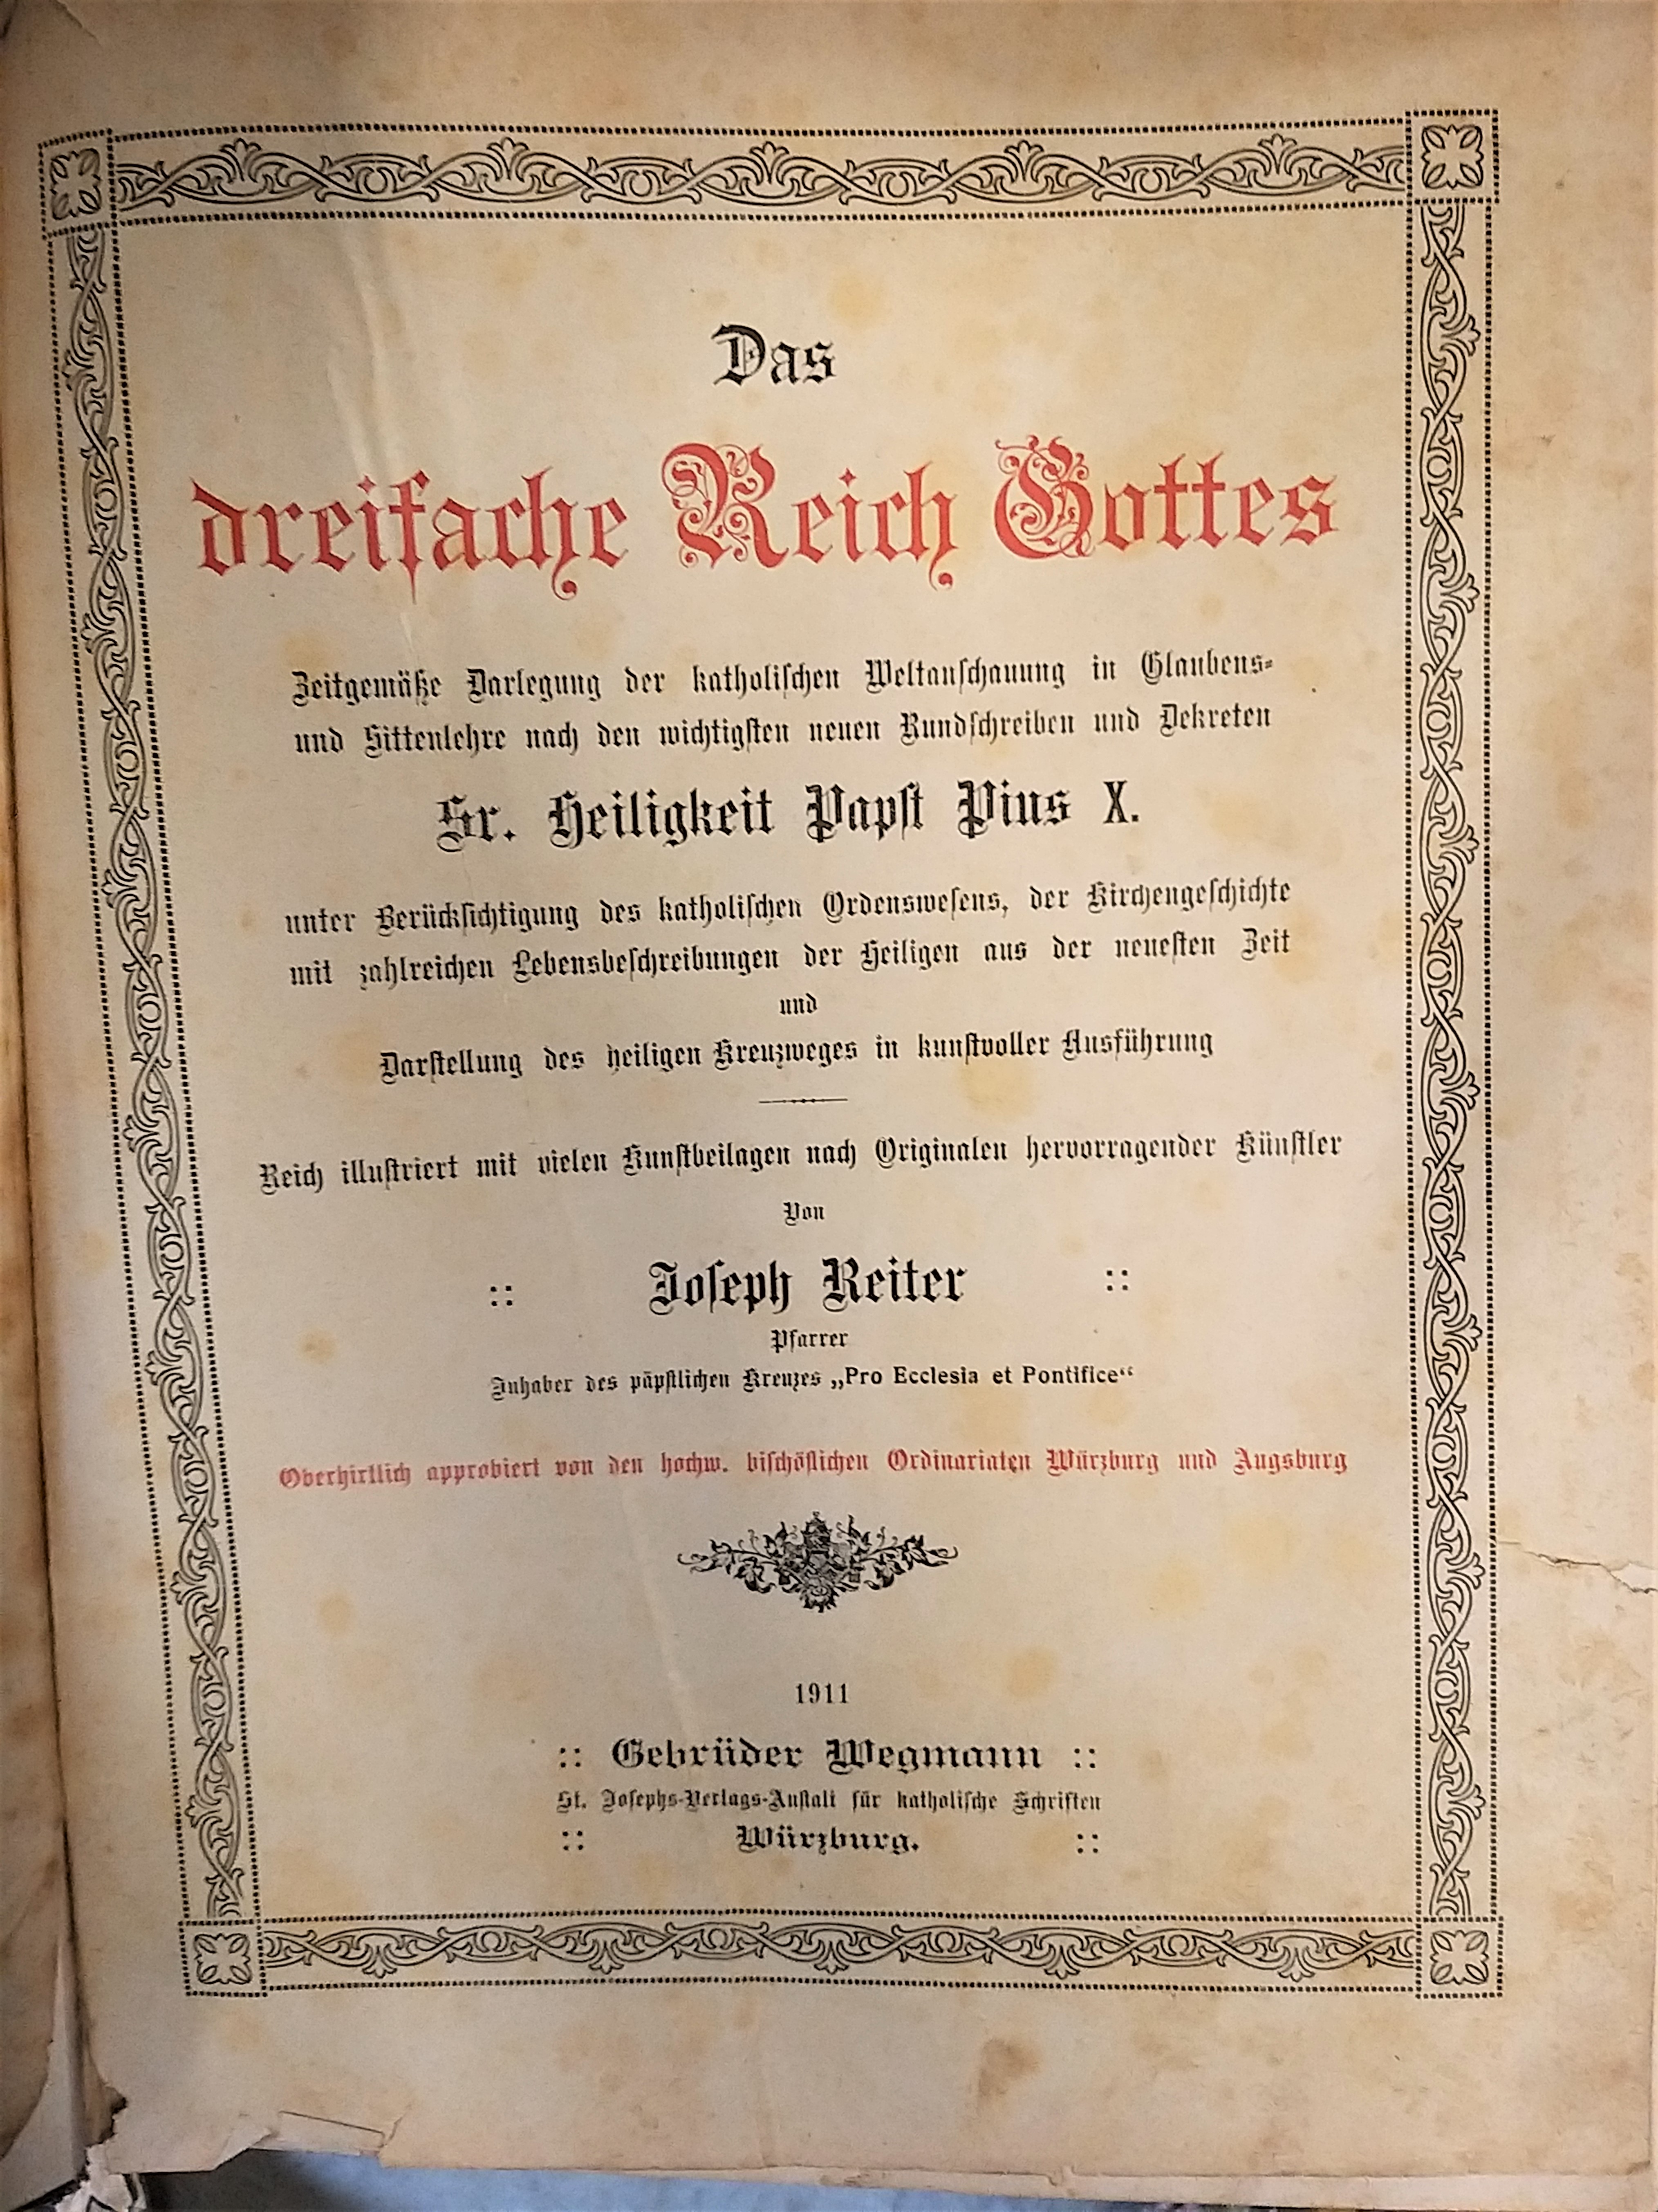 Das
dreifache Reich Gottes
Zeitgemäße Darlegung der katholischen Weltanschauung in Glaubens-
und Sittenlehre nach den wichtigsten neuen Rundschreiben und Dekreten
Sr. Heiligkeit Papst Pius X.
unter Berücksichtigung des katholischen Ordenswesens, der Kirchengeschichte
mit zahlreichen Lebensbeschreibungen der Heiligen aus der neuesten Zeit
und
Darstellung des heiligen Kreuzweges in kunstvoller Ausführung
Reich illustriert mit vielen Kunstbeilagen nach Originalen hervorragender Künstler
Von
:: Joseph Reiter ::
Pfarrer
Inhaber des päpstlichen Kreuzes „Pro Ecclesia et Pontifice“
Oberhirtlich approbiert von den hochw. bischöflichen Ordinariaten Würzburg und Augsburg
1911
:: Gebrüder Wegmann ::
St. Josephs-Verlags-Anstalt für katholische Schriften
:: Würzburg. ::